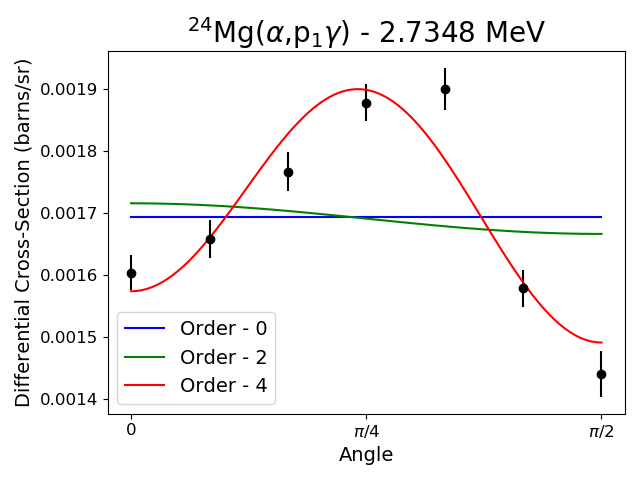 ²⁴Mg(α,p₁γ) - 2.7348 MeV
Differential Cross-Section (barns/sr)
0.0019
0.0018
0.0017
0.0016
0.0015
0.0014
Order - 0
Order - 2
Order - 4
0
π/4
π/2
Angle